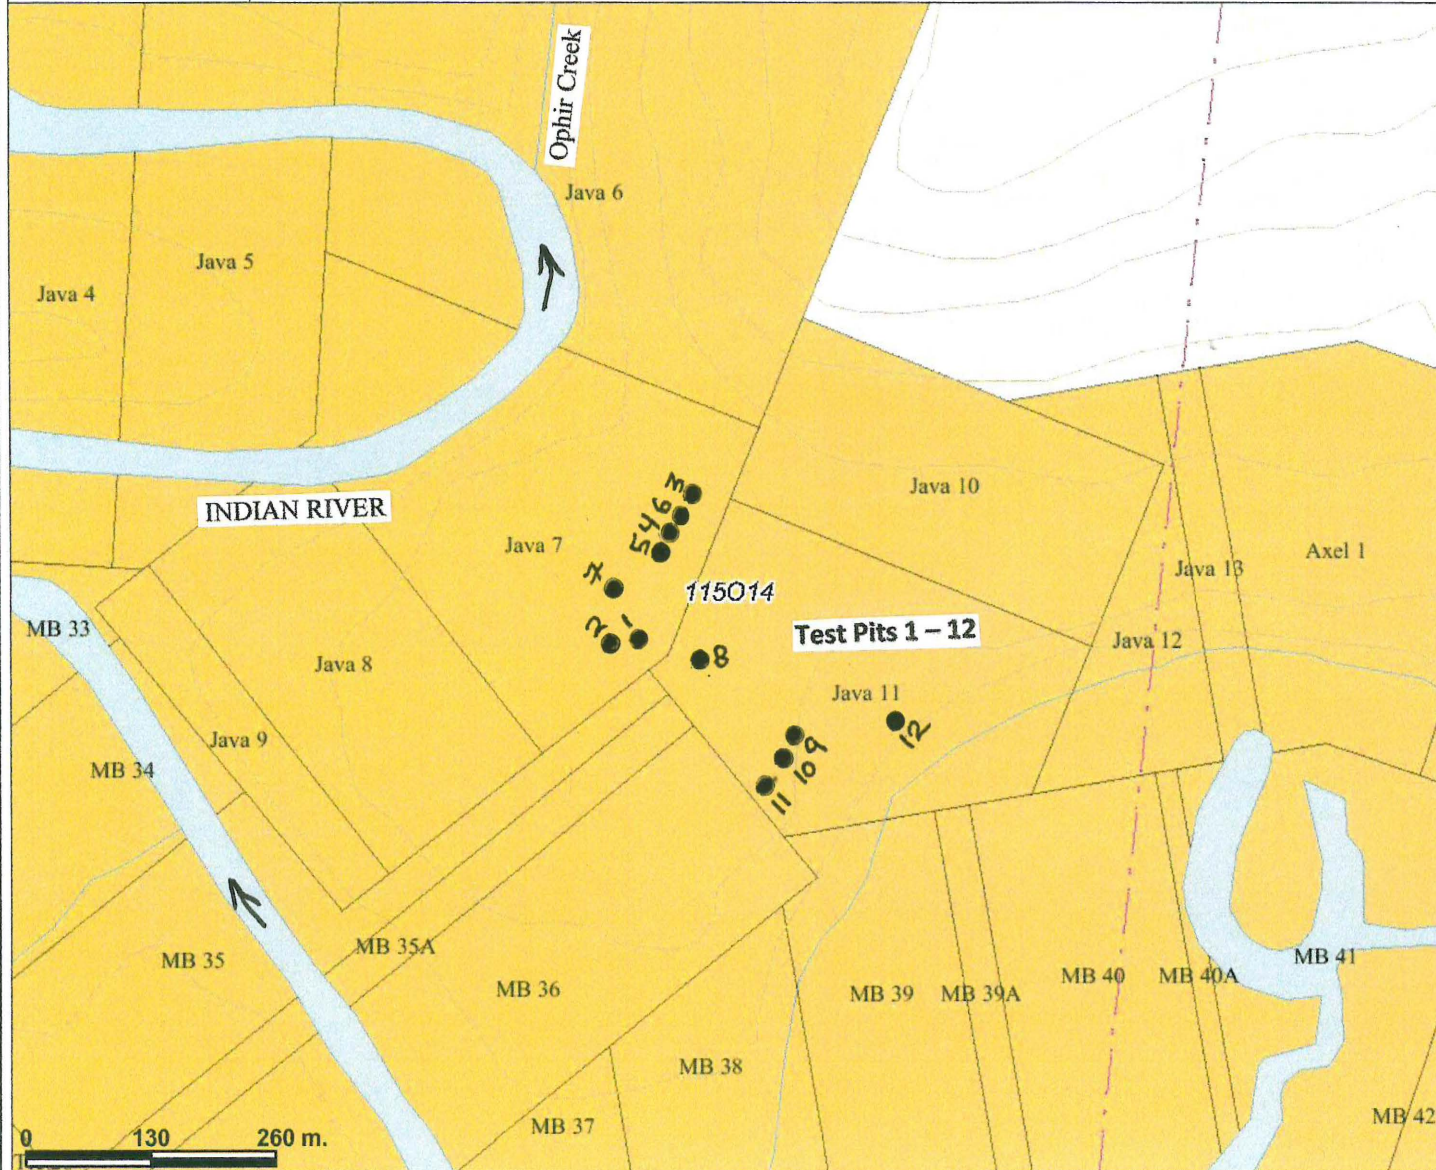 Ophir Creek
Java 6
Java 5
Java 4
3
6
4
5
INDIAN RIVER
Java 7
Java 10
Axel 1
Java 13
7
115O14
2
1
8
Test Pits 1 – 12
MB 33
Java 8
Java 12
Java 11
12
Java 9
MB 34
9
10
11
MB 35
MB 35A
MB 36
MB 39
MB 39A
MB 40
MB 40A
MB 41
MB 38
MB 37
MB 42
0 130 260 m.